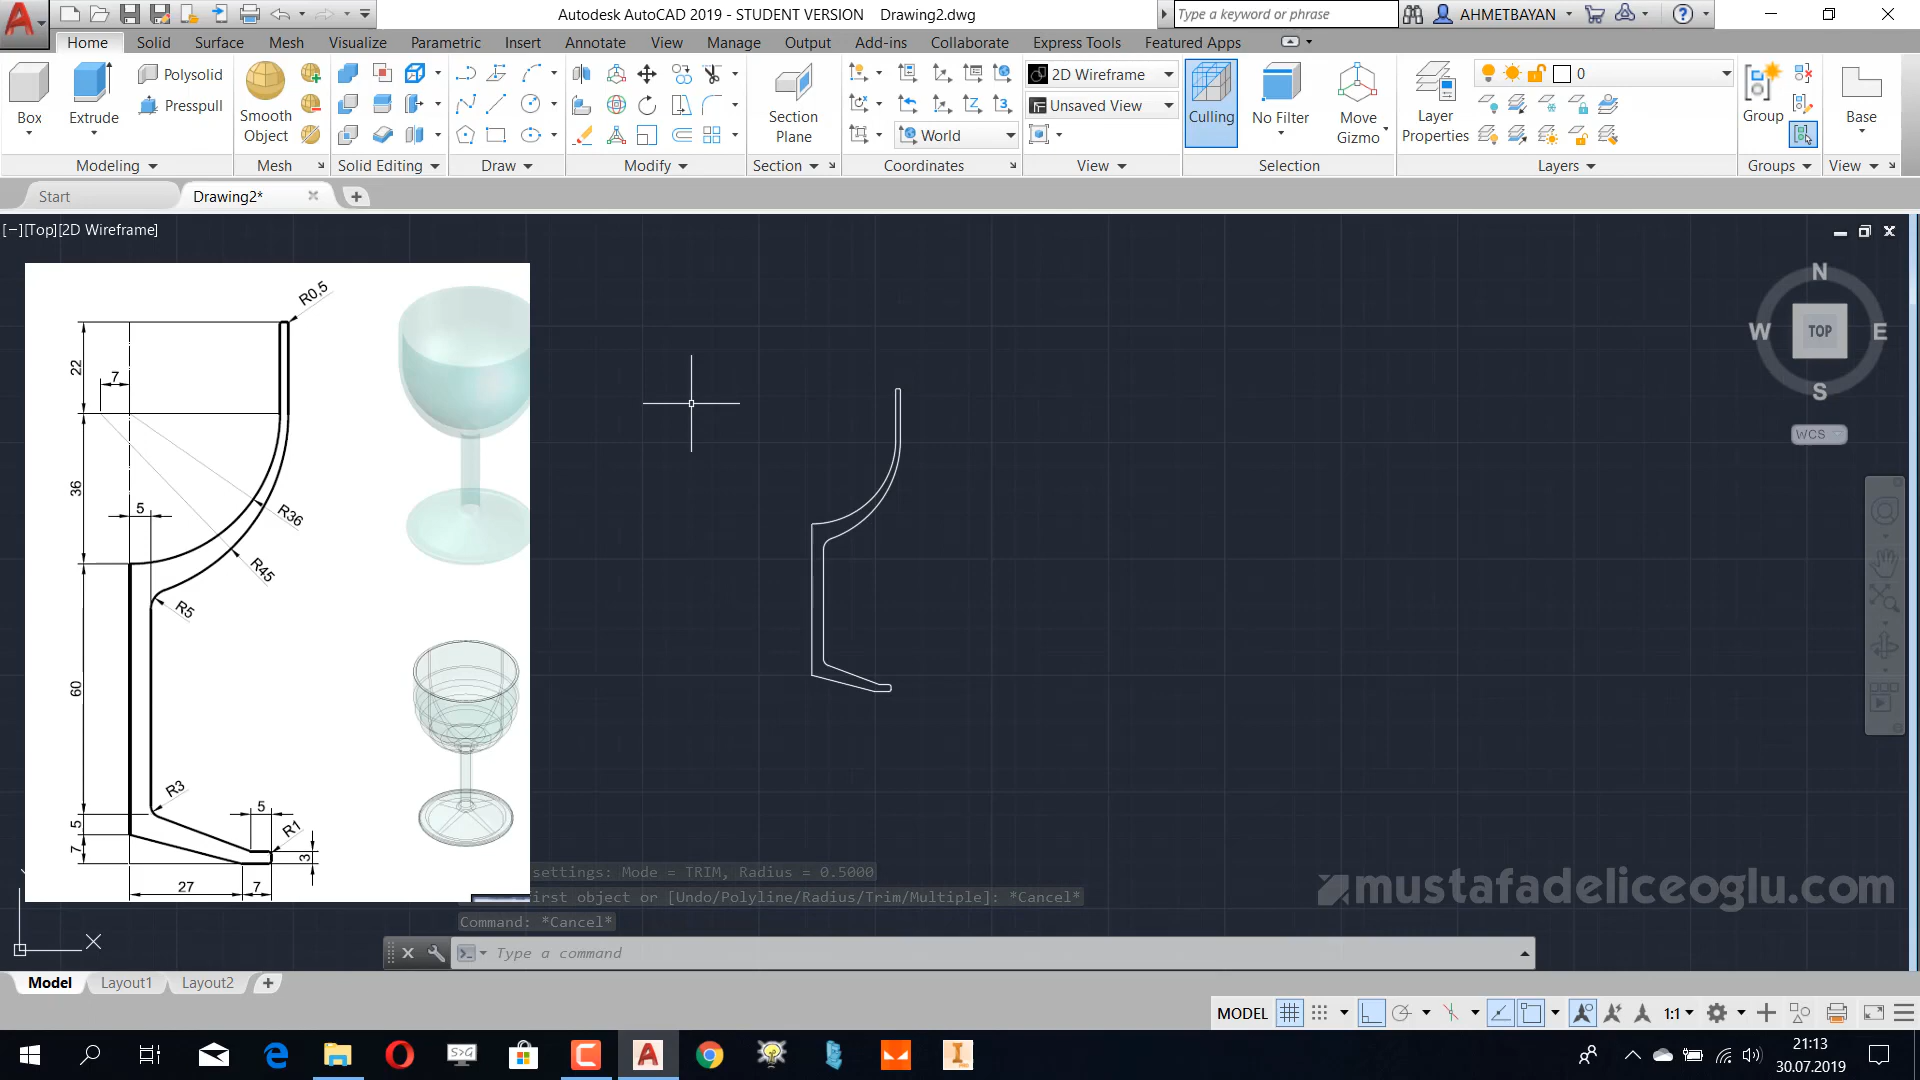 Autodesk AutoCAD 2019 - STUDENT VERSION Drawing2.dwg
Type a keyword or phrase
AHMETBAYAN
Home Solid Surface Mesh Visualize Parametric Insert Annotate View Manage Output Add-ins Collaborate Express Tools Featured Apps
Box
Extrude
Polysolid
Presspull
Smooth
Object
Section
Plane
World
2D Wireframe
Unsaved View
Culling
No Filter
Move
Gizmo
Layer
Properties
0
Group
Base
Modeling
Mesh
Solid Editing
Draw
Modify
Section
Coordinates
View
Selection
Layers
Groups
View
Start
Drawing2*
[−][Top][2D Wireframe]
R0,5
22
7
36
5
R36
R45
R5
60
R3
5
R1
5
7
3
27
7
N
W
TOP
E
S
WCS
settings: Mode = TRIM, Radius = 0.5000
irst object or [Undo/Polyline/Radius/Trim/Multiple]: *Cancel*
Command: *Cancel*
Type a command
mustafadeliceoglu.com
Model Layout1 Layout2
MODEL
1:1
S>G
21:13
30.07.2019